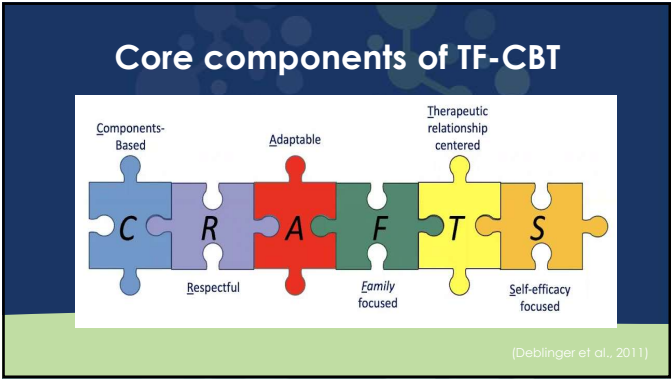 Core components of TF-CBT
Components-
Based
Adaptable
Therapeutic
relationship
centered
C R A F T S
Respectful
Family
focused
Self-efficacy
focused
(Deblinger et al., 2011)